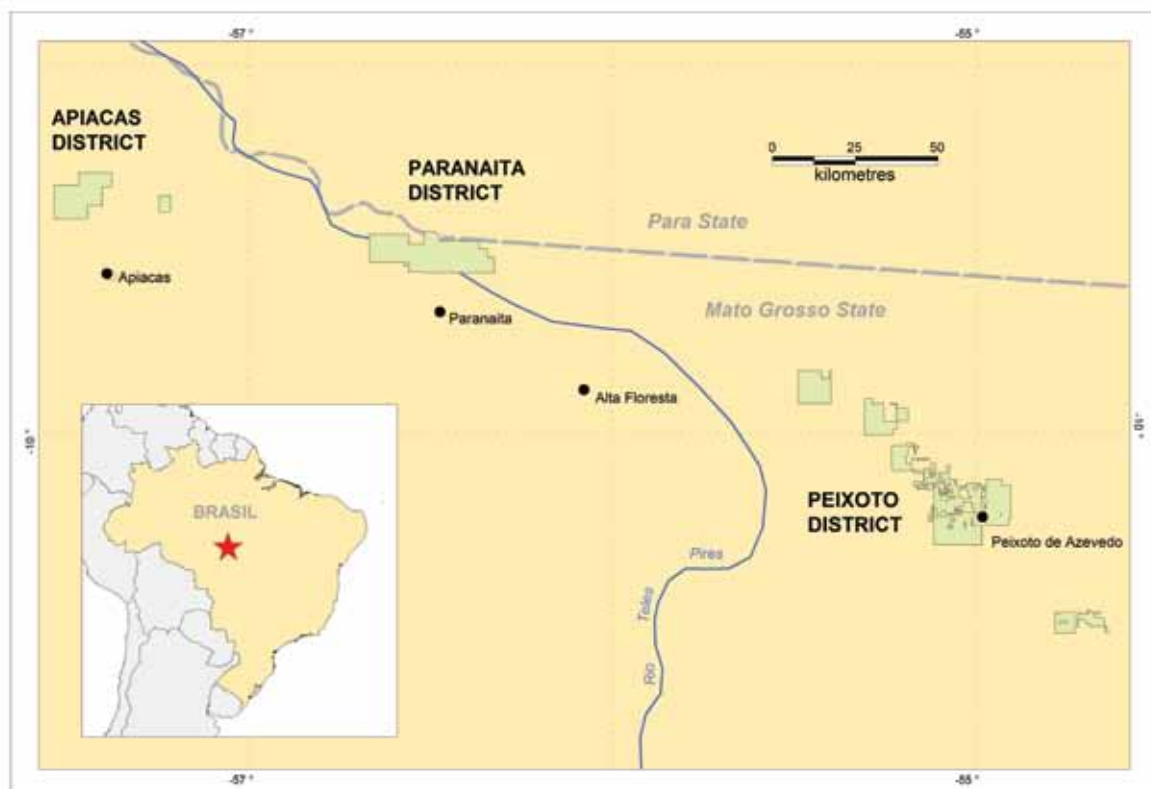 -57 °
-55 °
APIACAS
DISTRICT
PARANAITA
DISTRICT
0 25 50
kilometres
Para State
Apiacas
Paranaita
Mato Grosso State
Alta Floresta
-10 °
-10 °
BRASIL
PEIXOTO
DISTRICT
Peixoto de Azevedo
Rio Teles Pires
-57 °
-55 °